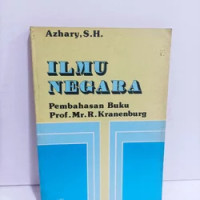 Azhary, S.H.
ILMU
NEGARA
Pembahasan Buku
Prof. Mr. R. Kranenburg